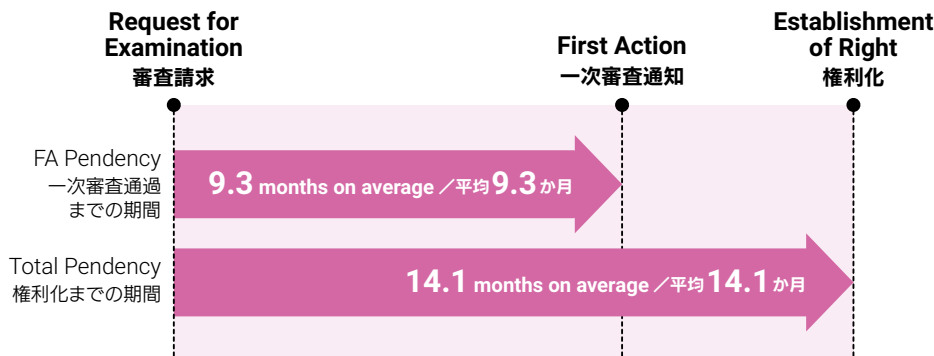 Request for
Examination
審査請求
First Action
一次審査通知
Establishment
of Right
権利化
FA Pendency
一次審査通過
までの期間
9.3 months on average ／平均9.3か月
Total Pendency
権利化までの期間
14.1 months on average ／平均14.1か月